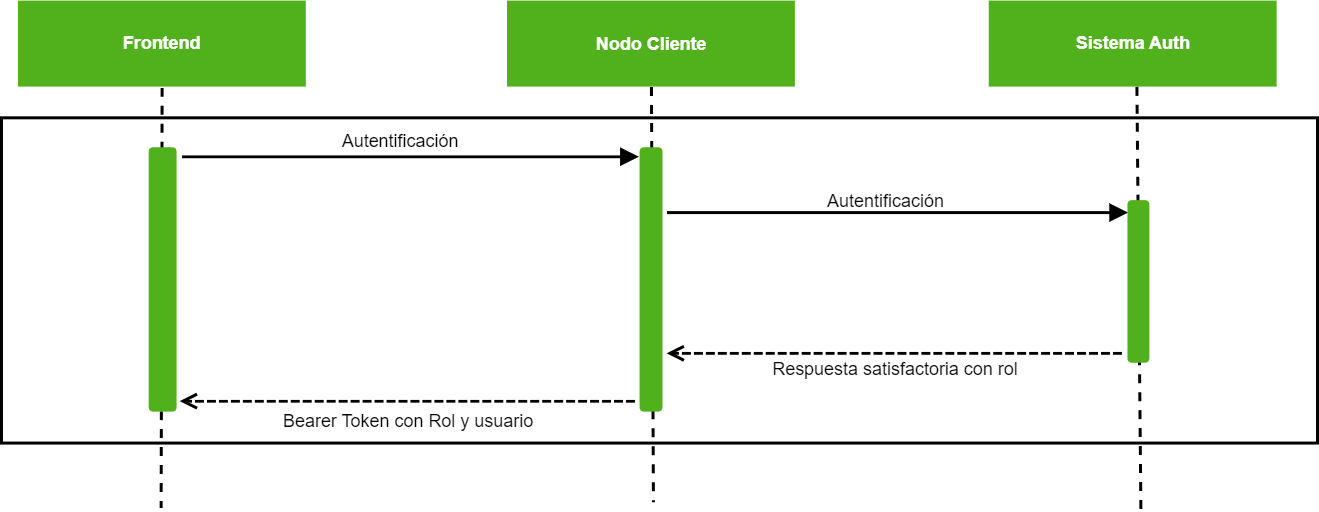 Frontend
Nodo Cliente
Sistema Auth
Autentificación
Autentificación
Respuesta satisfactoria con rol
Bearer Token con Rol y usuario